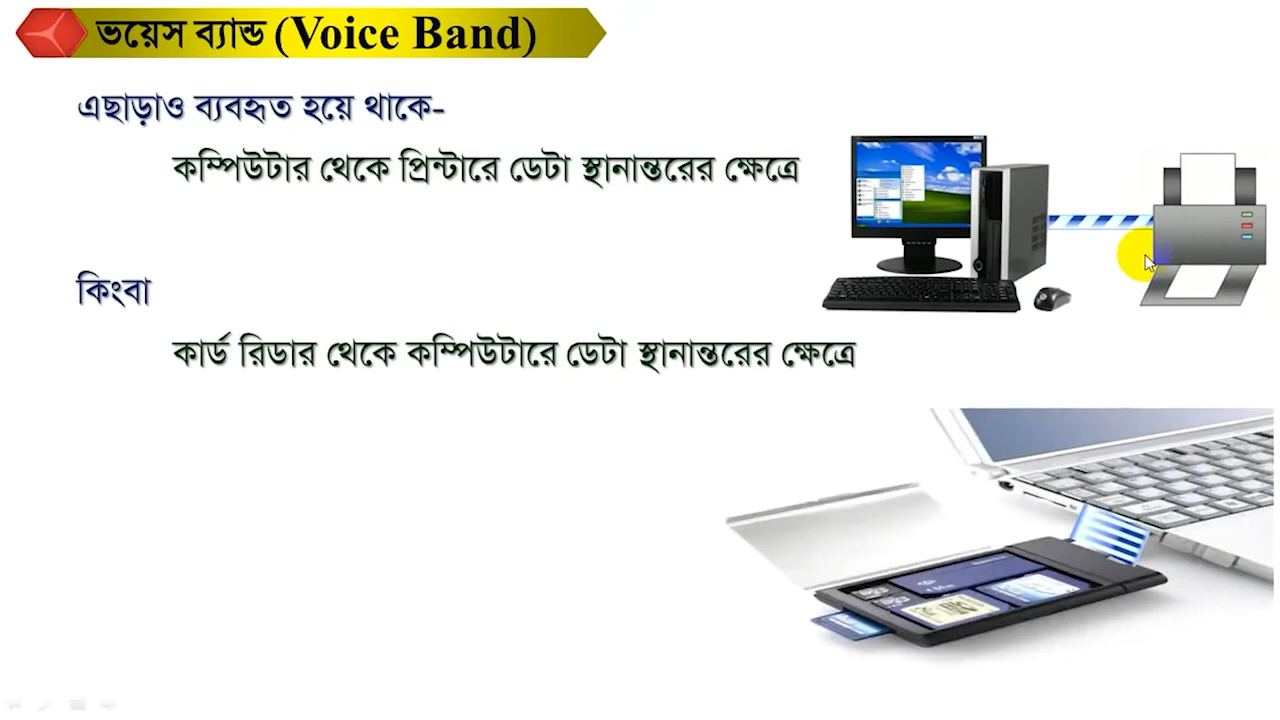 ভয়েস ব্যান্ড (Voice Band)
এছাড়াও ব্যবহৃত হয়ে থাকে-
কম্পিউটার থেকে প্রিন্টারে ডেটা স্থানান্তরের ক্ষেত্রে
কিংবা
কার্ড রিডার থেকে কম্পিউটারে ডেটা স্থানান্তরের ক্ষেত্রে